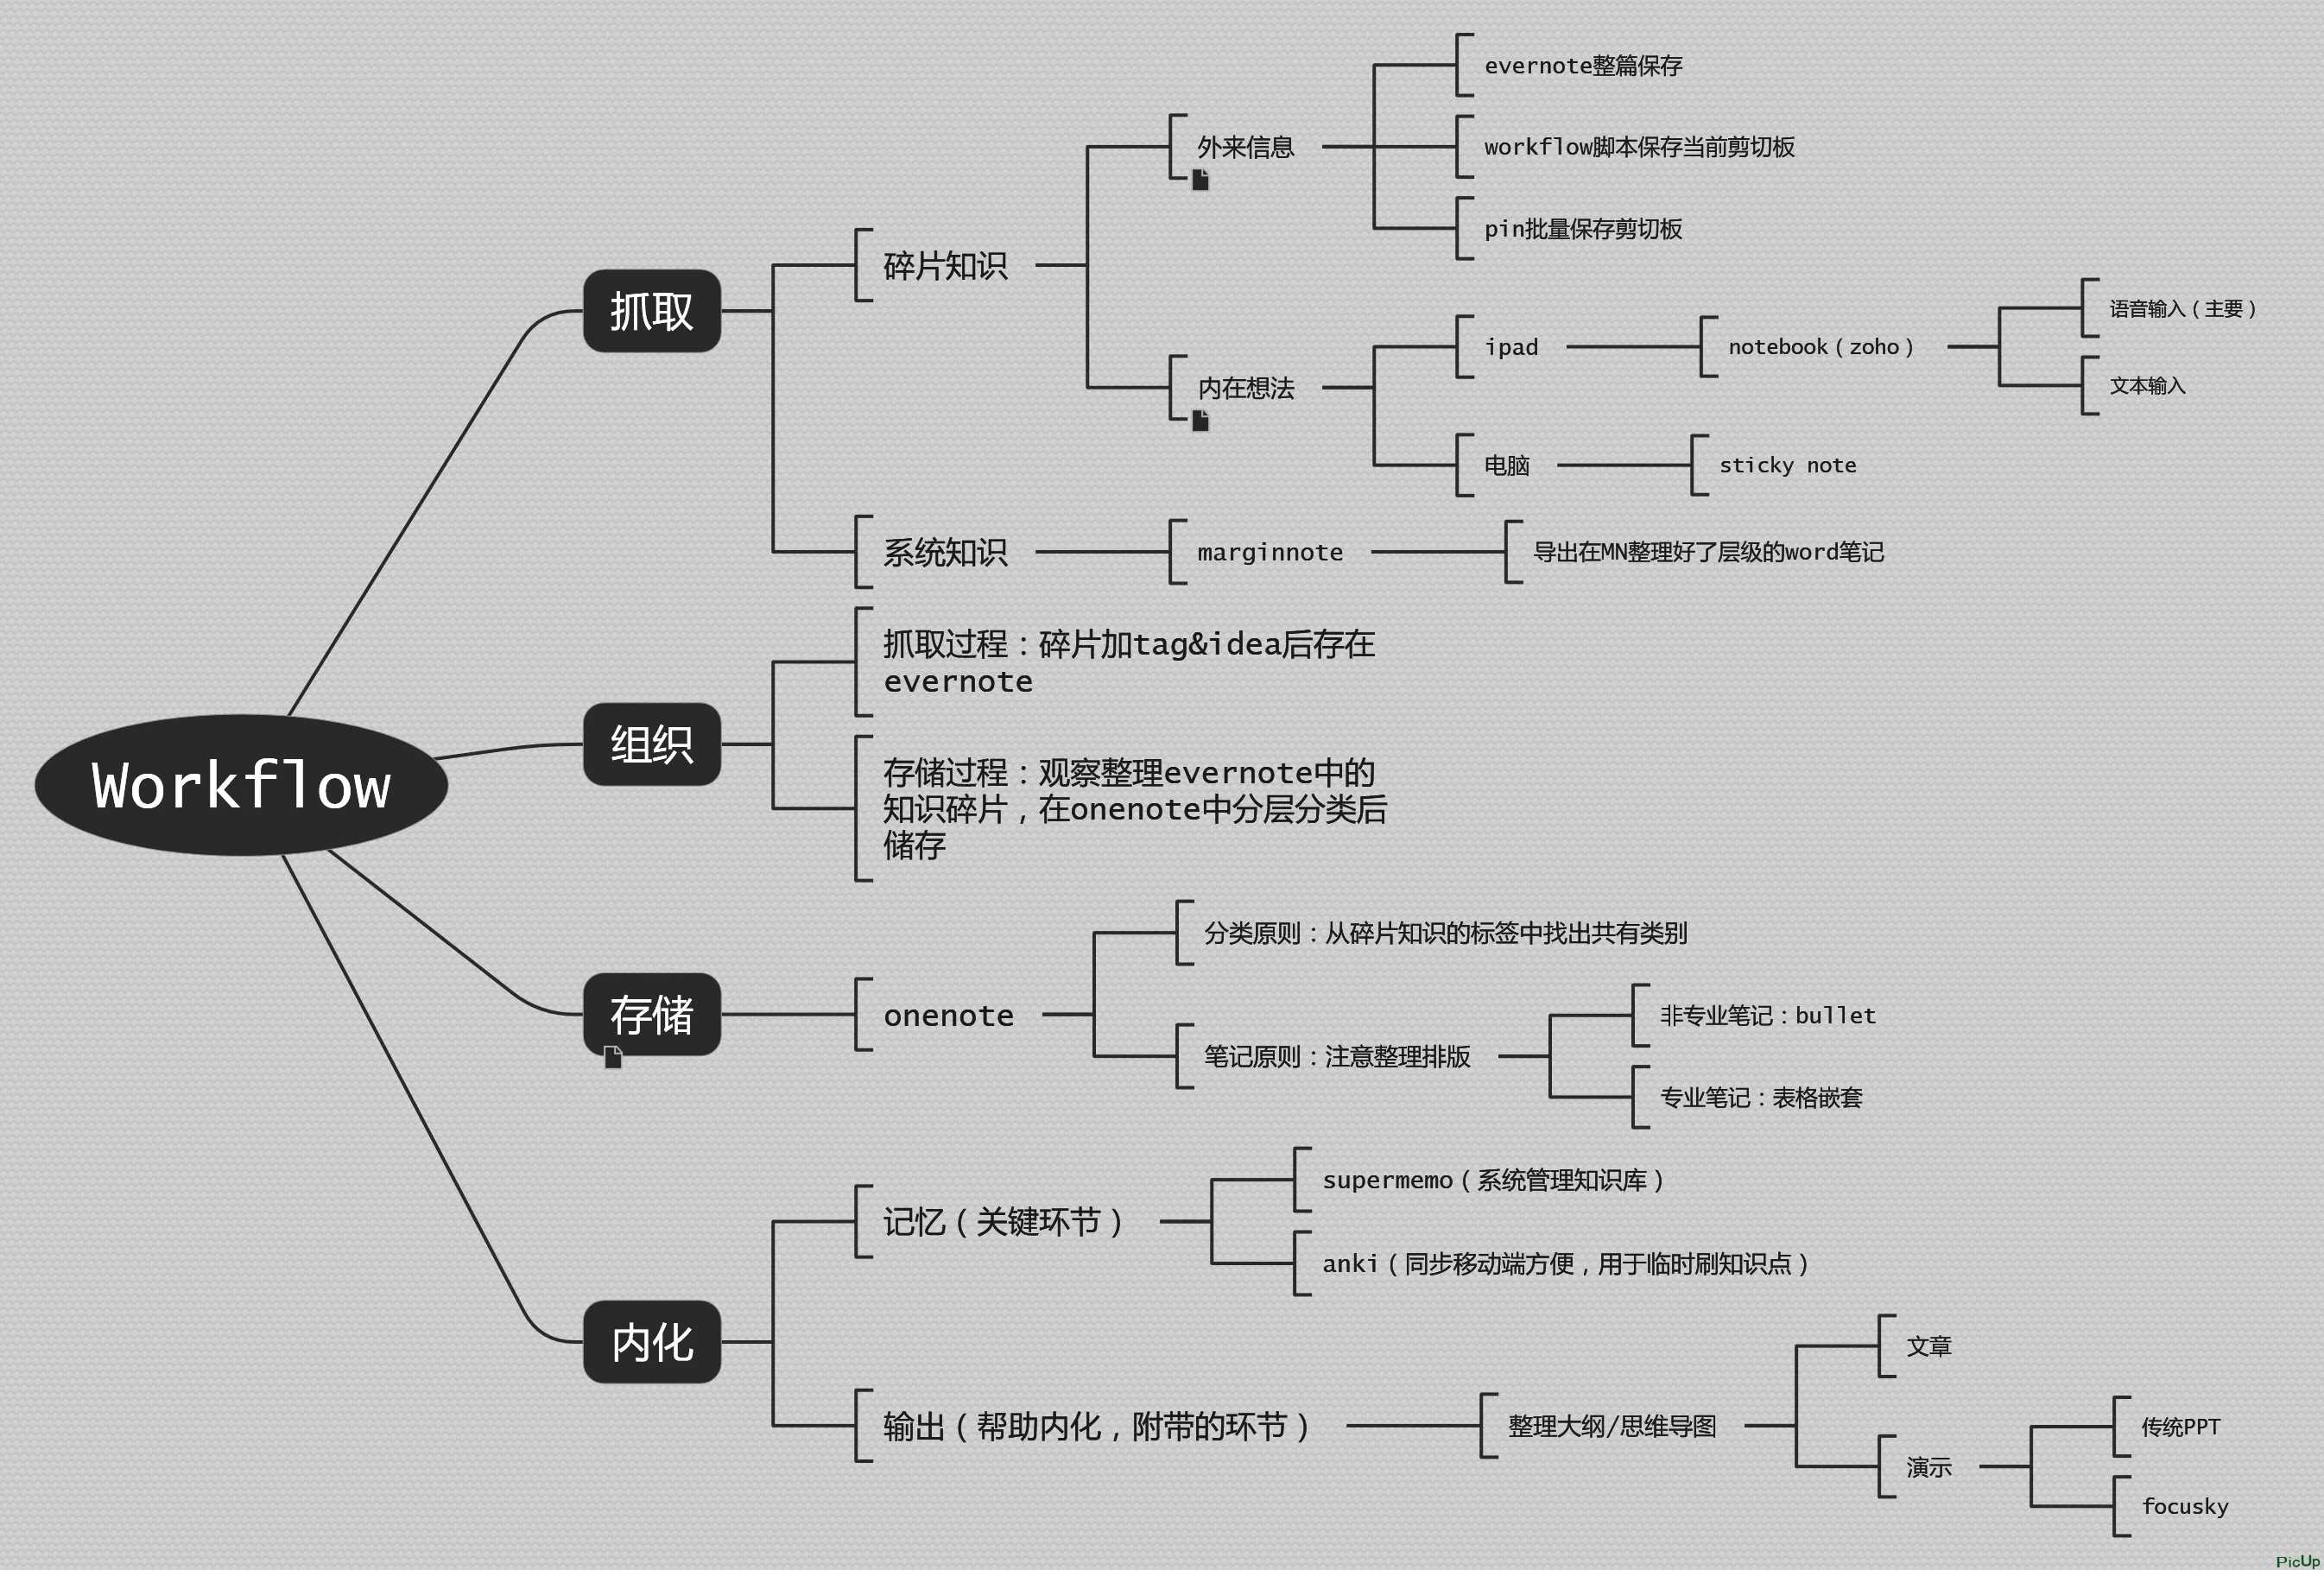 Workflow
抓取
碎片知识
外来信息
evernote整篇保存
workflow脚本保存当前剪切板
pin批量保存剪切板
内在想法
ipad
notebook（zoho）
语音输入（主要）
文本输入
电脑
sticky note
系统知识
marginnote
导出在MN整理好了层级的word笔记
组织
抓取过程：碎片加tag&idea后存在
evernote
存储过程：观察整理evernote中的
知识碎片，在onenote中分层分类后
储存
存储
onenote
分类原则：从碎片知识的标签中找出共有类别
笔记原则：注意整理排版
非专业笔记：bullet
专业笔记：表格嵌套
内化
记忆（关键环节）
supermemo（系统管理知识库）
anki（同步移动端方便，用于临时刷知识点）
输出（帮助内化，附带的环节）
整理大纲/思维导图
文章
演示
传统PPT
focusky
PicUp